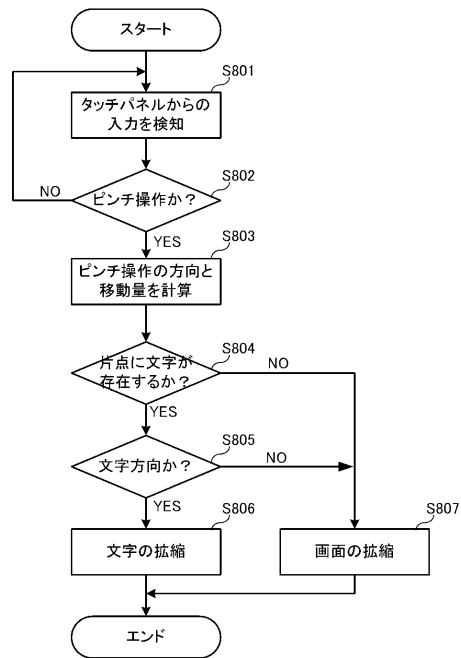 スタート
S801
タッチパネルからの
入力を検知
S802
ピンチ操作か？
NO
YES
S803
ピンチ操作の方向と
移動量を計算
S804
片点に文字が
存在するか？
NO
YES
S805
文字方向か？
NO
YES
S806
文字の拡縮
S807
画面の拡縮
エンド